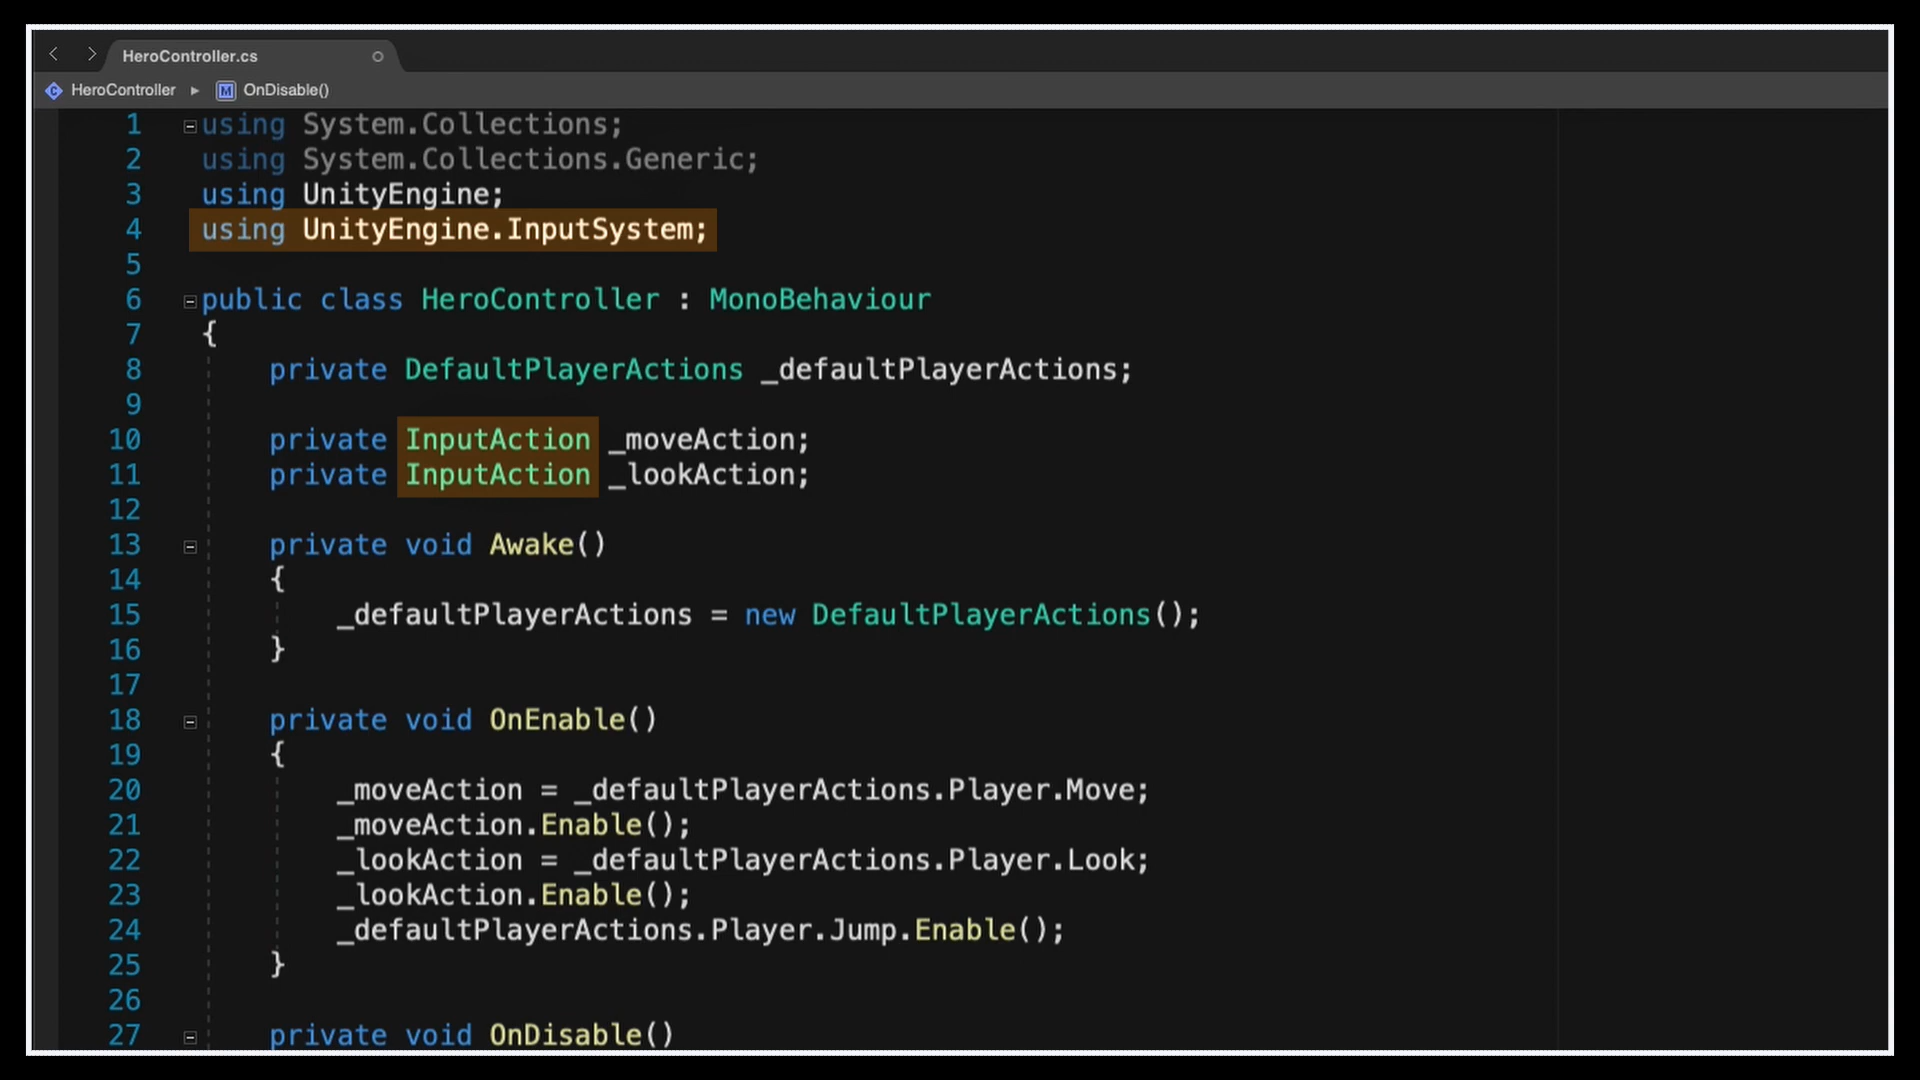 HeroController.cs
HeroController ▸ M OnDisable()
1 using System.Collections;
2 using System.Collections.Generic;
3 using UnityEngine;
4 using UnityEngine.InputSystem;
5
6 public class HeroController : MonoBehaviour
7 {
8 private DefaultPlayerActions _defaultPlayerActions;
9
10 private InputAction _moveAction;
11 private InputAction _lookAction;
12
13 private void Awake()
14 {
15 _defaultPlayerActions = new DefaultPlayerActions();
16 }
17
18 private void OnEnable()
19 {
20 _moveAction = _defaultPlayerActions.Player.Move;
21 _moveAction.Enable();
22 _lookAction = _defaultPlayerActions.Player.Look;
23 _lookAction.Enable();
24 _defaultPlayerActions.Player.Jump.Enable();
25 }
26
27 private void OnDisable()